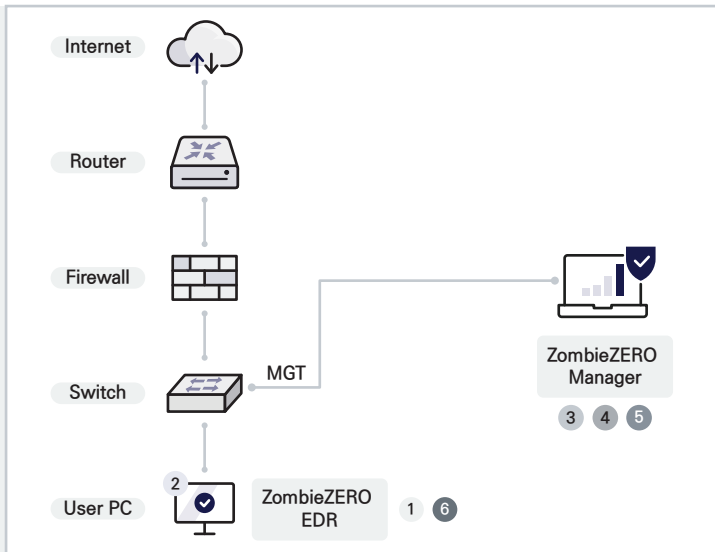 Internet
Router
Firewall
MGT
Switch
ZombieZERO
Manager
3 4 5
2
User PC
ZombieZERO
EDR
1 6